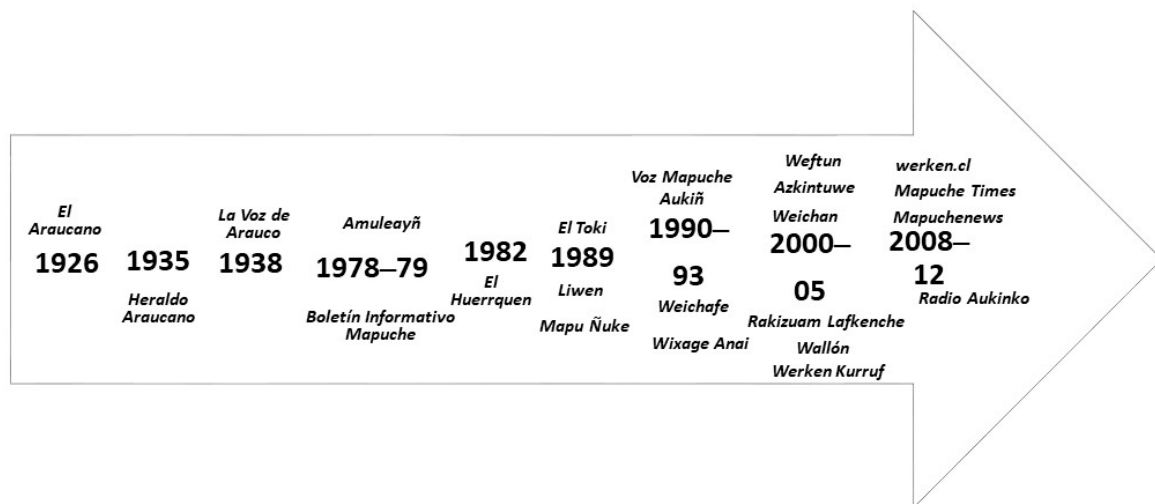 El
Araucano
1926
1935
Heraldo
Araucano
La Voz de
Arauco
1938
Amuleayñ
1978—79
Boletín Informativo
Mapuche
1982
El
Huerrquen
El Toki
1989
Liwen
Mapu Ñuke
Voz Mapuche
Aukiñ
1990—
93
Weichafe
Wixage Anai
Weftun
Azkintuwe
Weichan
2000—
05
Rakizuam Lafkenche
Wallón
Werken Kurruf
werken.cl
Mapuche Times
Mapuchenews
2008—
12
Radio Aukinko